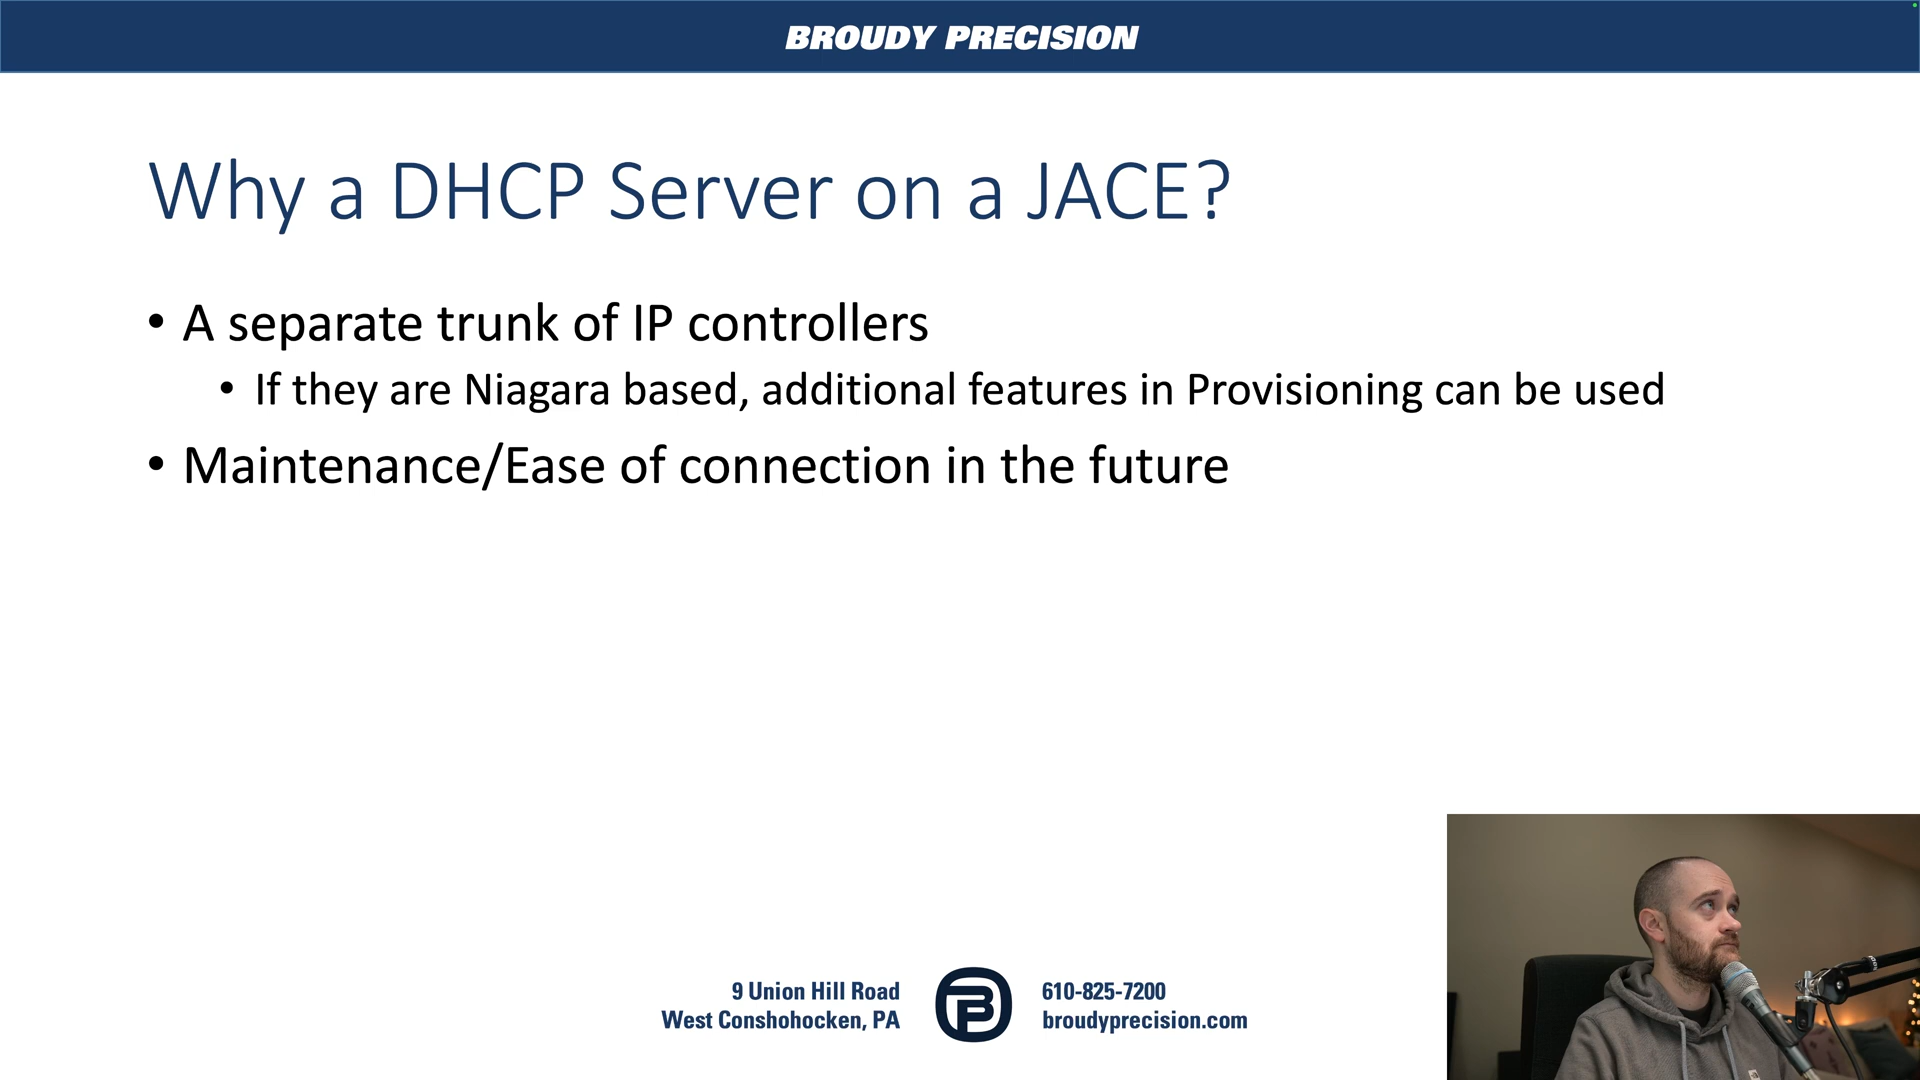 BROUDY PRECISION
Why a DHCP Server on a JACE?
• A separate trunk of IP controllers
• If they are Niagara based, additional features in Provisioning can be used
• Maintenance/Ease of connection in the future
9 Union Hill Road
West Conshohocken, PA
610-825-7200
broudyprecision.com